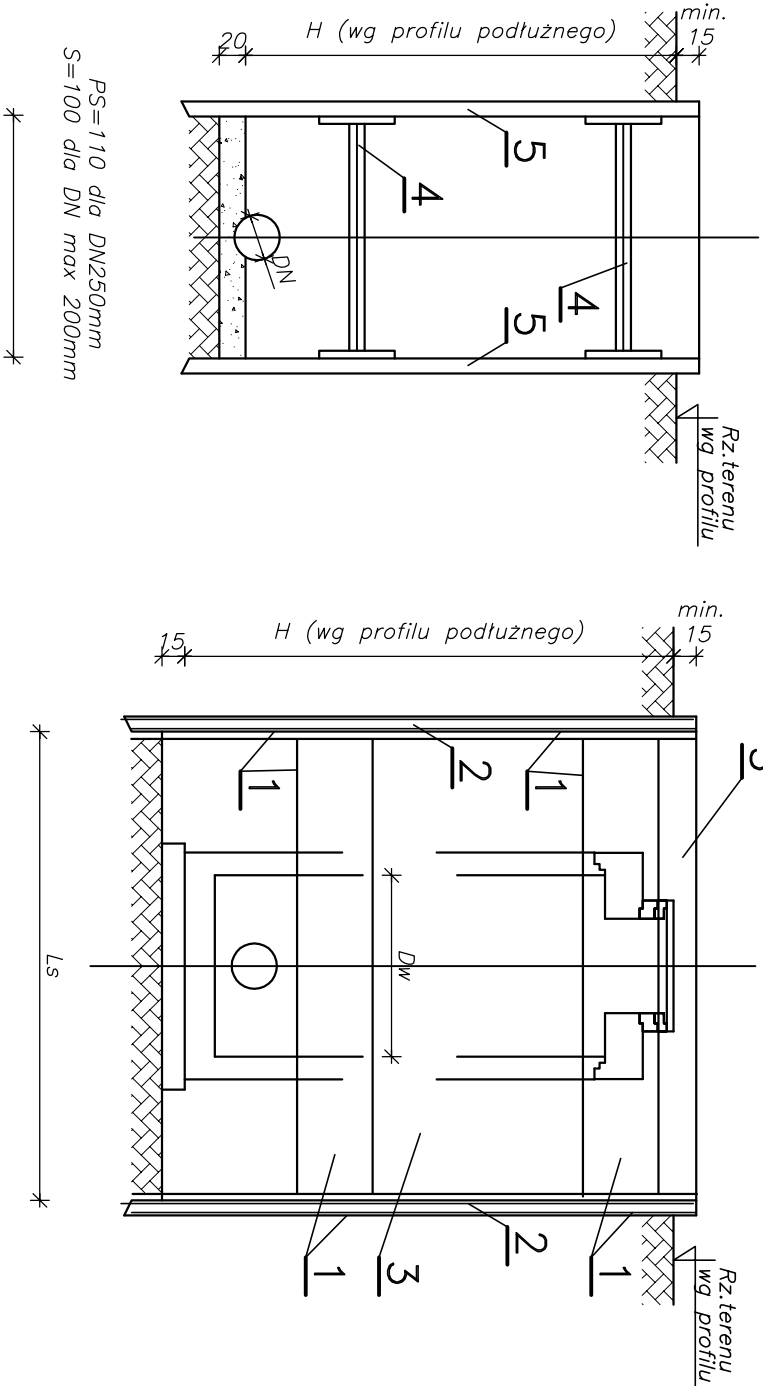 min.
15
H (wg profilu podłużnego)
20
5
4
4
5
DN
PS=110 dla DN250mm
S=100 dla DN max 200mm
Rz.terenu
wg profilu
min.
15
H (wg profilu podłużnego)
15
2
1
1
Dw
Ls
2
1
3
1
Rz.terenu
wg profilu